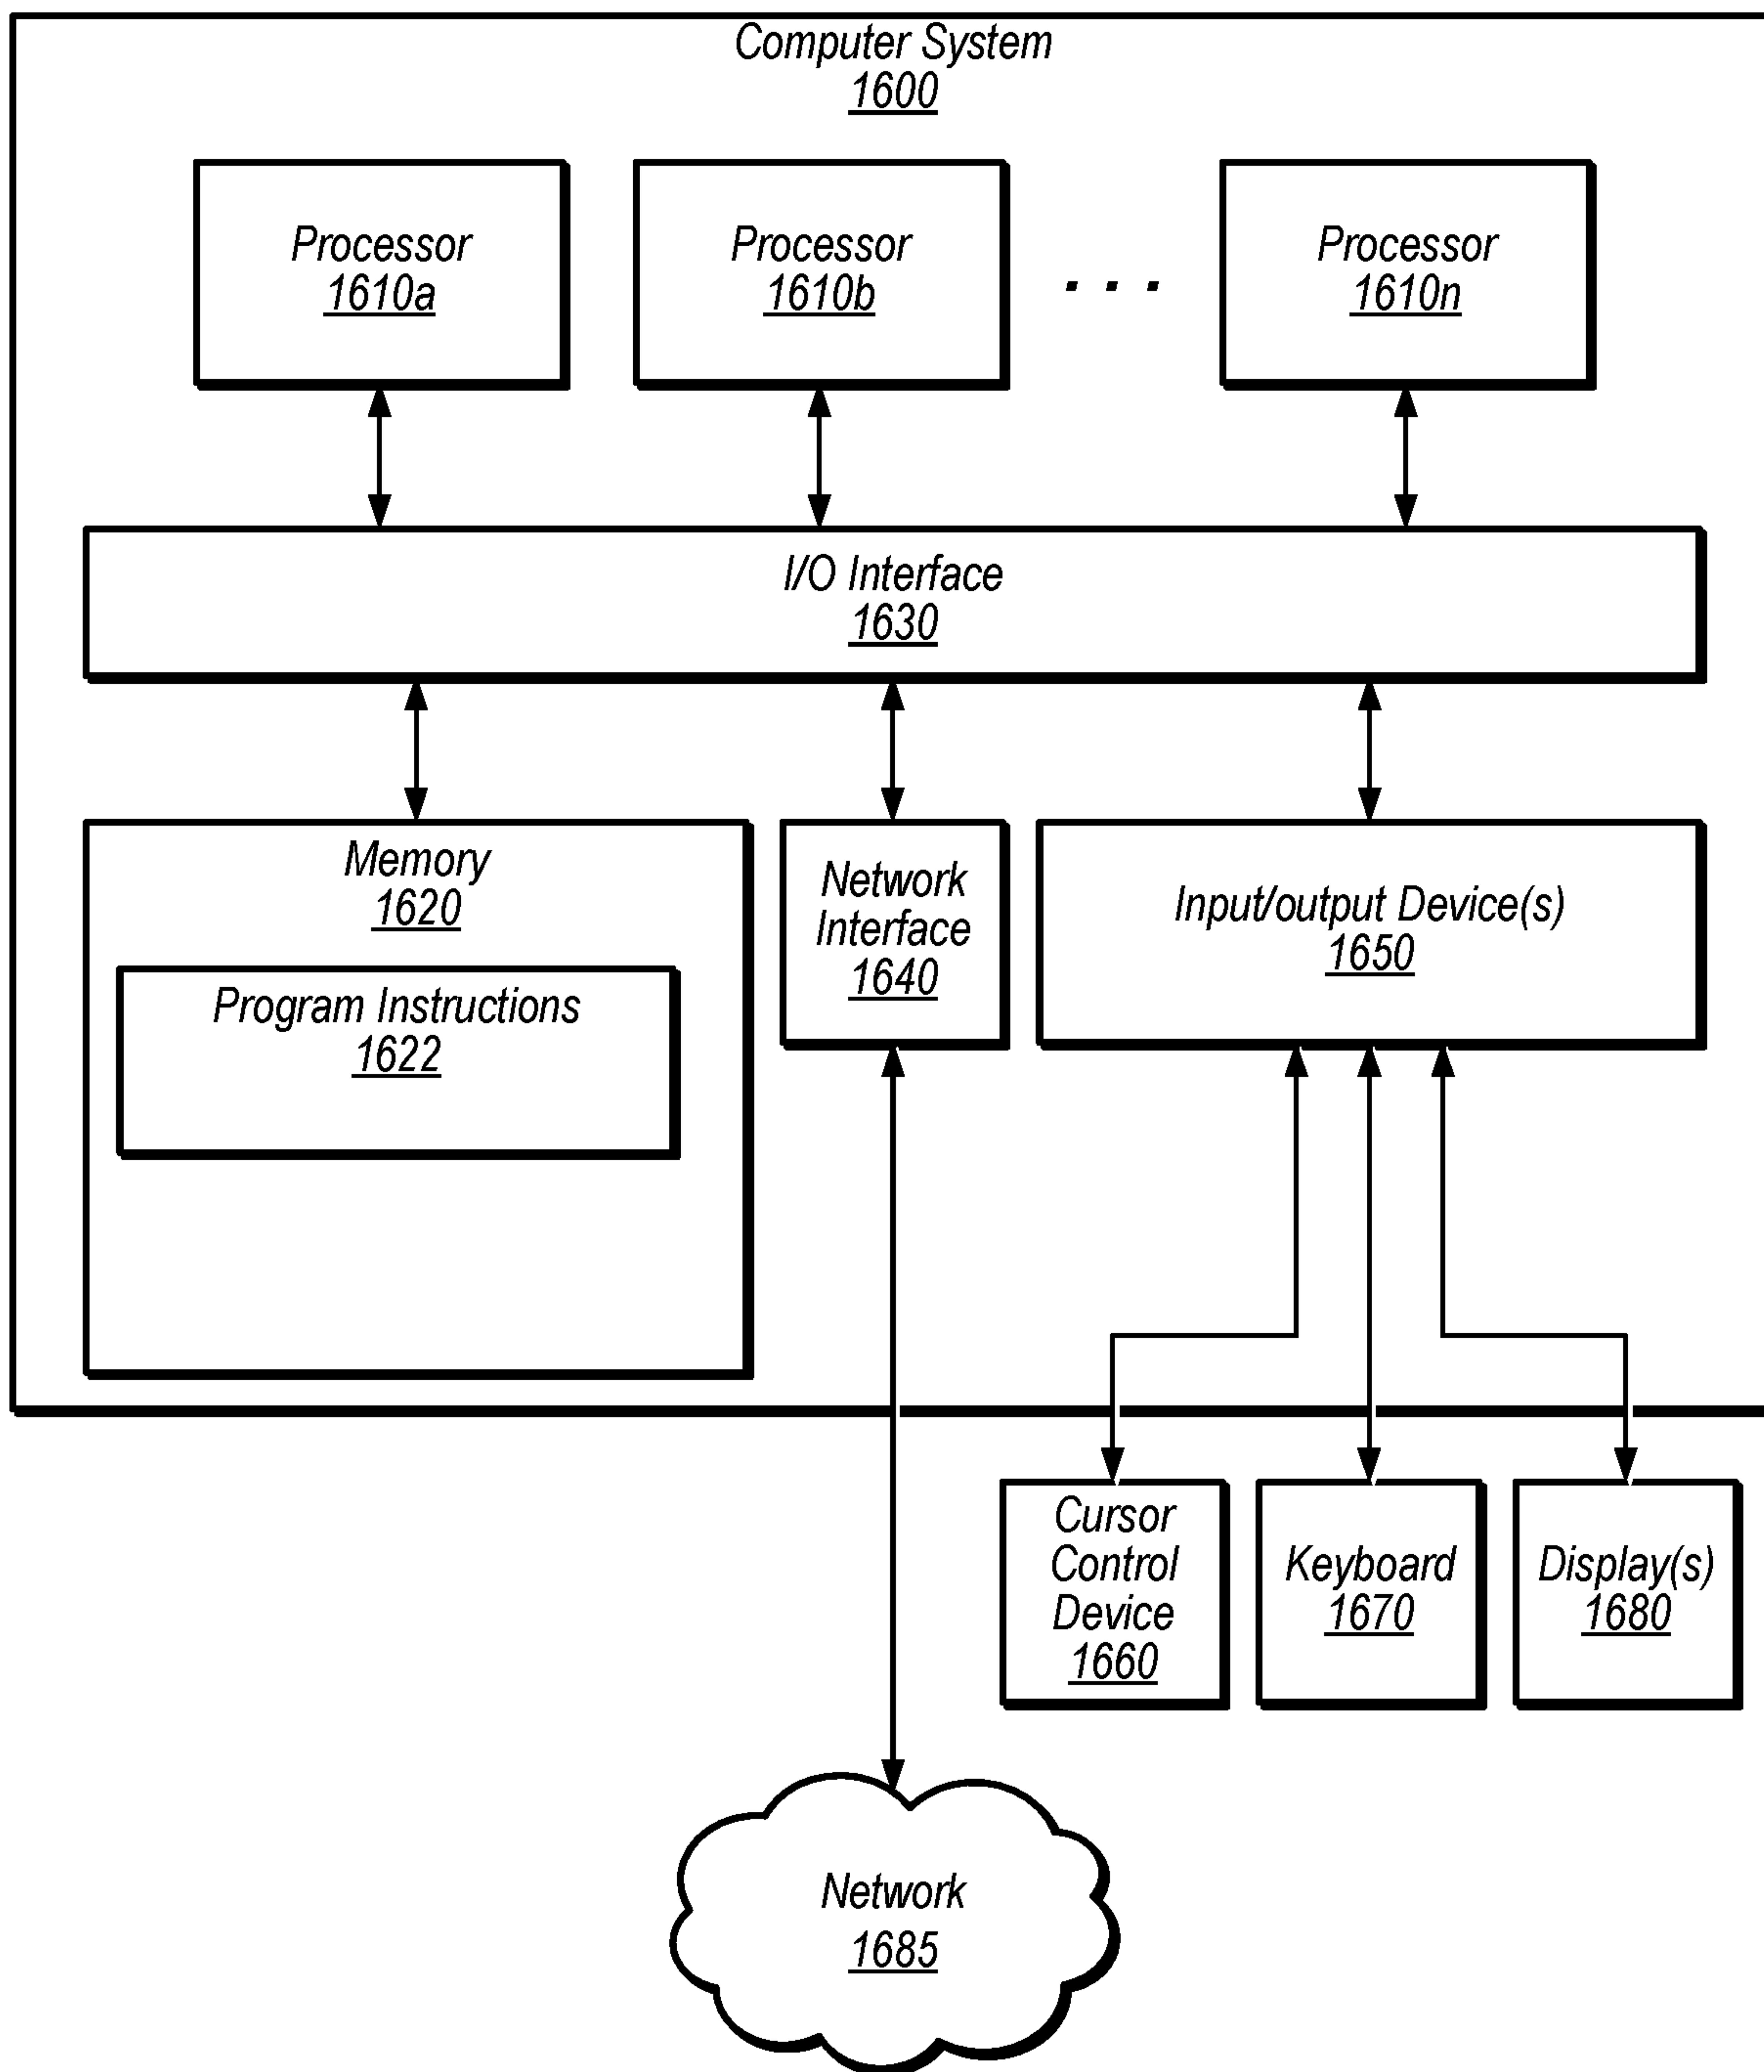 Computer System
1600
Processor
1610a
Processor
1610b
. . .
Processor
1610n
I/O Interface
1630
Memory
1620
Program Instructions
1622
Network
Interface
1640
Input/output Device(s)
1650
Cursor
Control
Device
1660
Keyboard
1670
Display(s)
1680
Network
1685